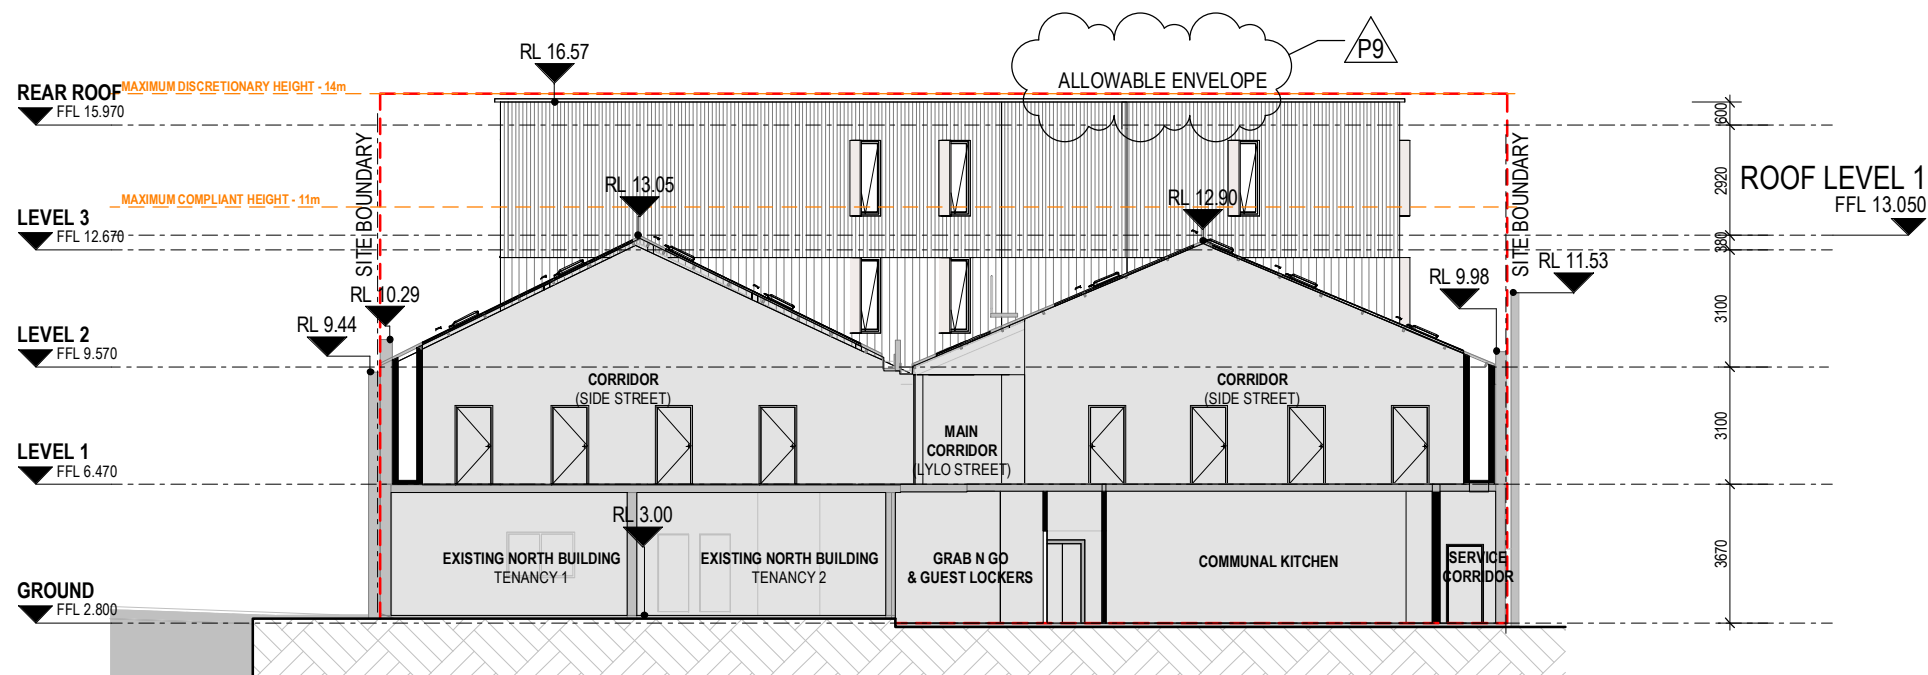 RL 16.57
P9
ALLOWABLE ENVELOPE
MAXIMUM DISCRETIONARY HEIGHT - 14m
REAR ROOF
FFL 15.970
600
SITE BOUNDARY
SITE BOUNDARY
2920
ROOF LEVEL 1
FFL 13.050
RL 13.05
RL 12.90
MAXIMUM COMPLIANT HEIGHT - 11m
LEVEL 3
FFL 12.670
380
RL 11.53
RL 9.98
RL 10.29
3100
RL 9.44
LEVEL 2
FFL 9.570
CORRIDOR
(SIDE STREET)
CORRIDOR
(SIDE STREET)
MAIN
CORRIDOR
(LYLO STREET)
3100
LEVEL 1
FFL 6.470
RL 3.00
EXISTING NORTH BUILDING
TENANCY 1
EXISTING NORTH BUILDING
TENANCY 2
GRAB N GO
& GUEST LOCKERS
COMMUNAL KITCHEN
SERVICE
CORRIDOR
3670
GROUND
FFL 2.800